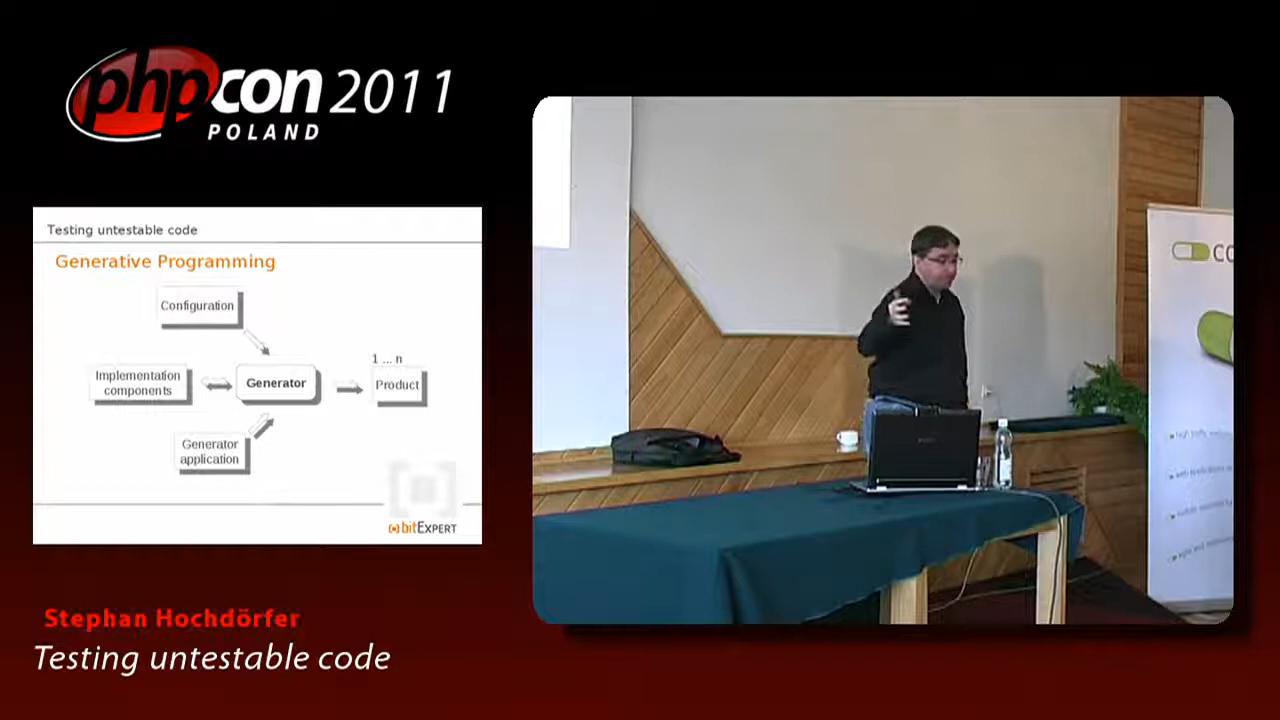 phpcon 2011
POLAND
Testing untestable code
Generative Programming
Configuration
1 ... n
Implementation
components
Generator
Product
Generator
application
bitExpert
Stephan Hochdörfer
Testing untestable code